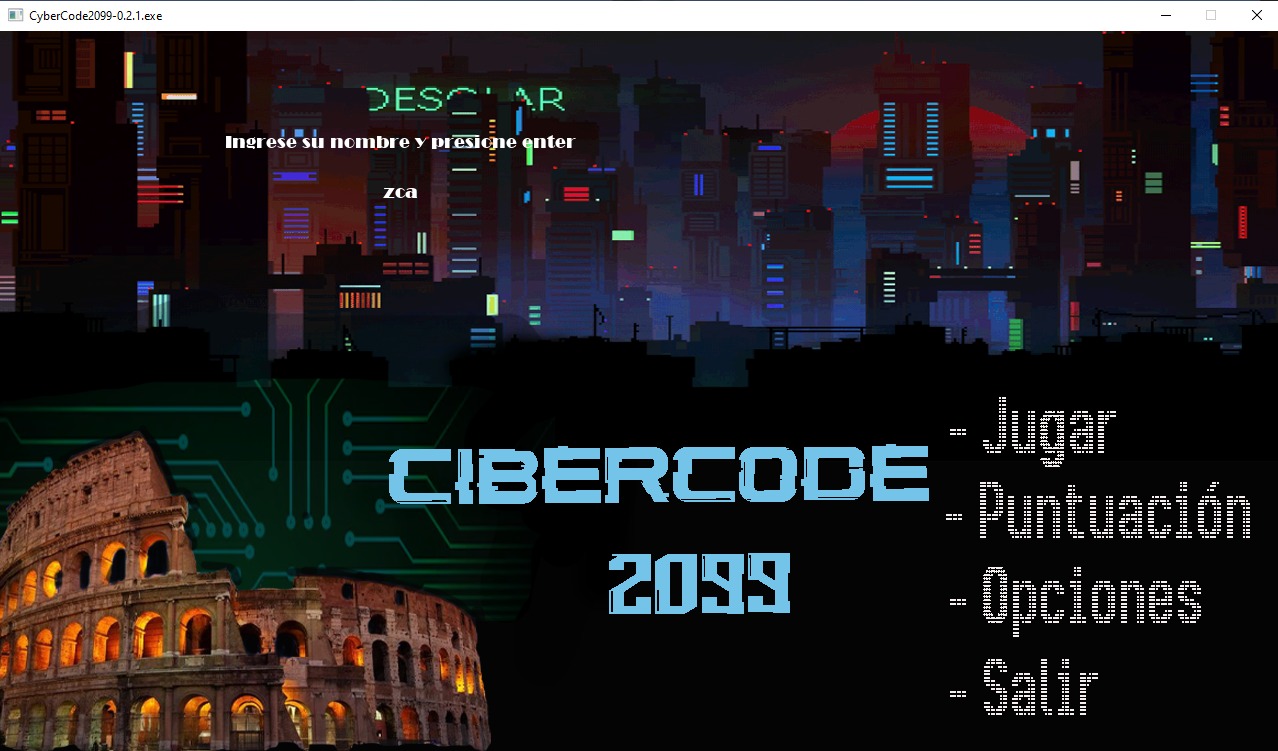 CyberCode2099-0.2.1.exe
Ingrese su nombre y presione enter
zca
CIBERCODE
2099
- Jugar
- Puntuación
- Opciones
- Salir